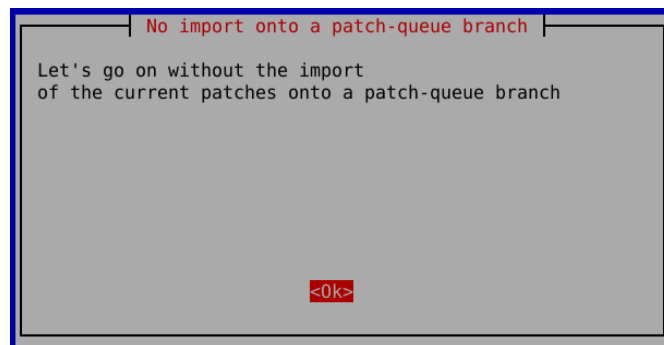 No import onto a patch-queue branch
Let's go on without the import
of the current patches onto a patch-queue branch
<Ok>